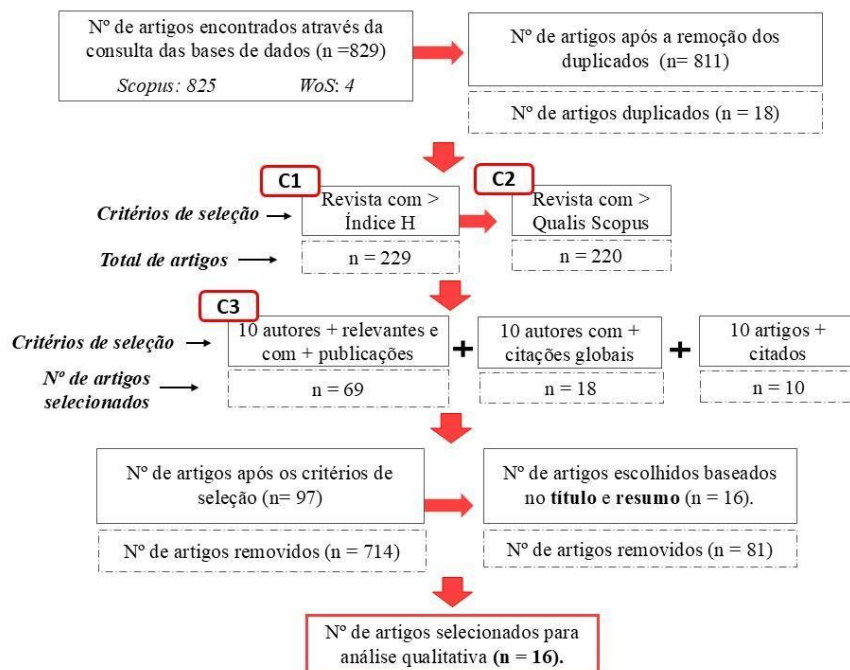 Nº de artigos encontrados através da
consulta das bases de dados (n =829)
Scopus: 825 WoS: 4
Nº de artigos após a remoção dos
duplicados (n= 811)
Nº de artigos duplicados (n = 18)
C1
C2
Critérios de seleção
Revista com >
Índice H
Revista com >
Qualis Scopus
Total de artigos
n = 229
n = 220
C3
Critérios de seleção
10 autores + relevantes e
com + publicações
+
10 autores com +
citações globais
+
10 artigos +
citados
Nº de artigos
selecionados
n = 69
n = 18
n = 10
Nº de artigos após os critérios de
seleção (n= 97)
Nº de artigos escolhidos baseados
no título e resumo (n = 16).
Nº de artigos removidos (n = 714)
Nº de artigos removidos (n = 81)
Nº de artigos selecionados para
análise qualitativa (n = 16).